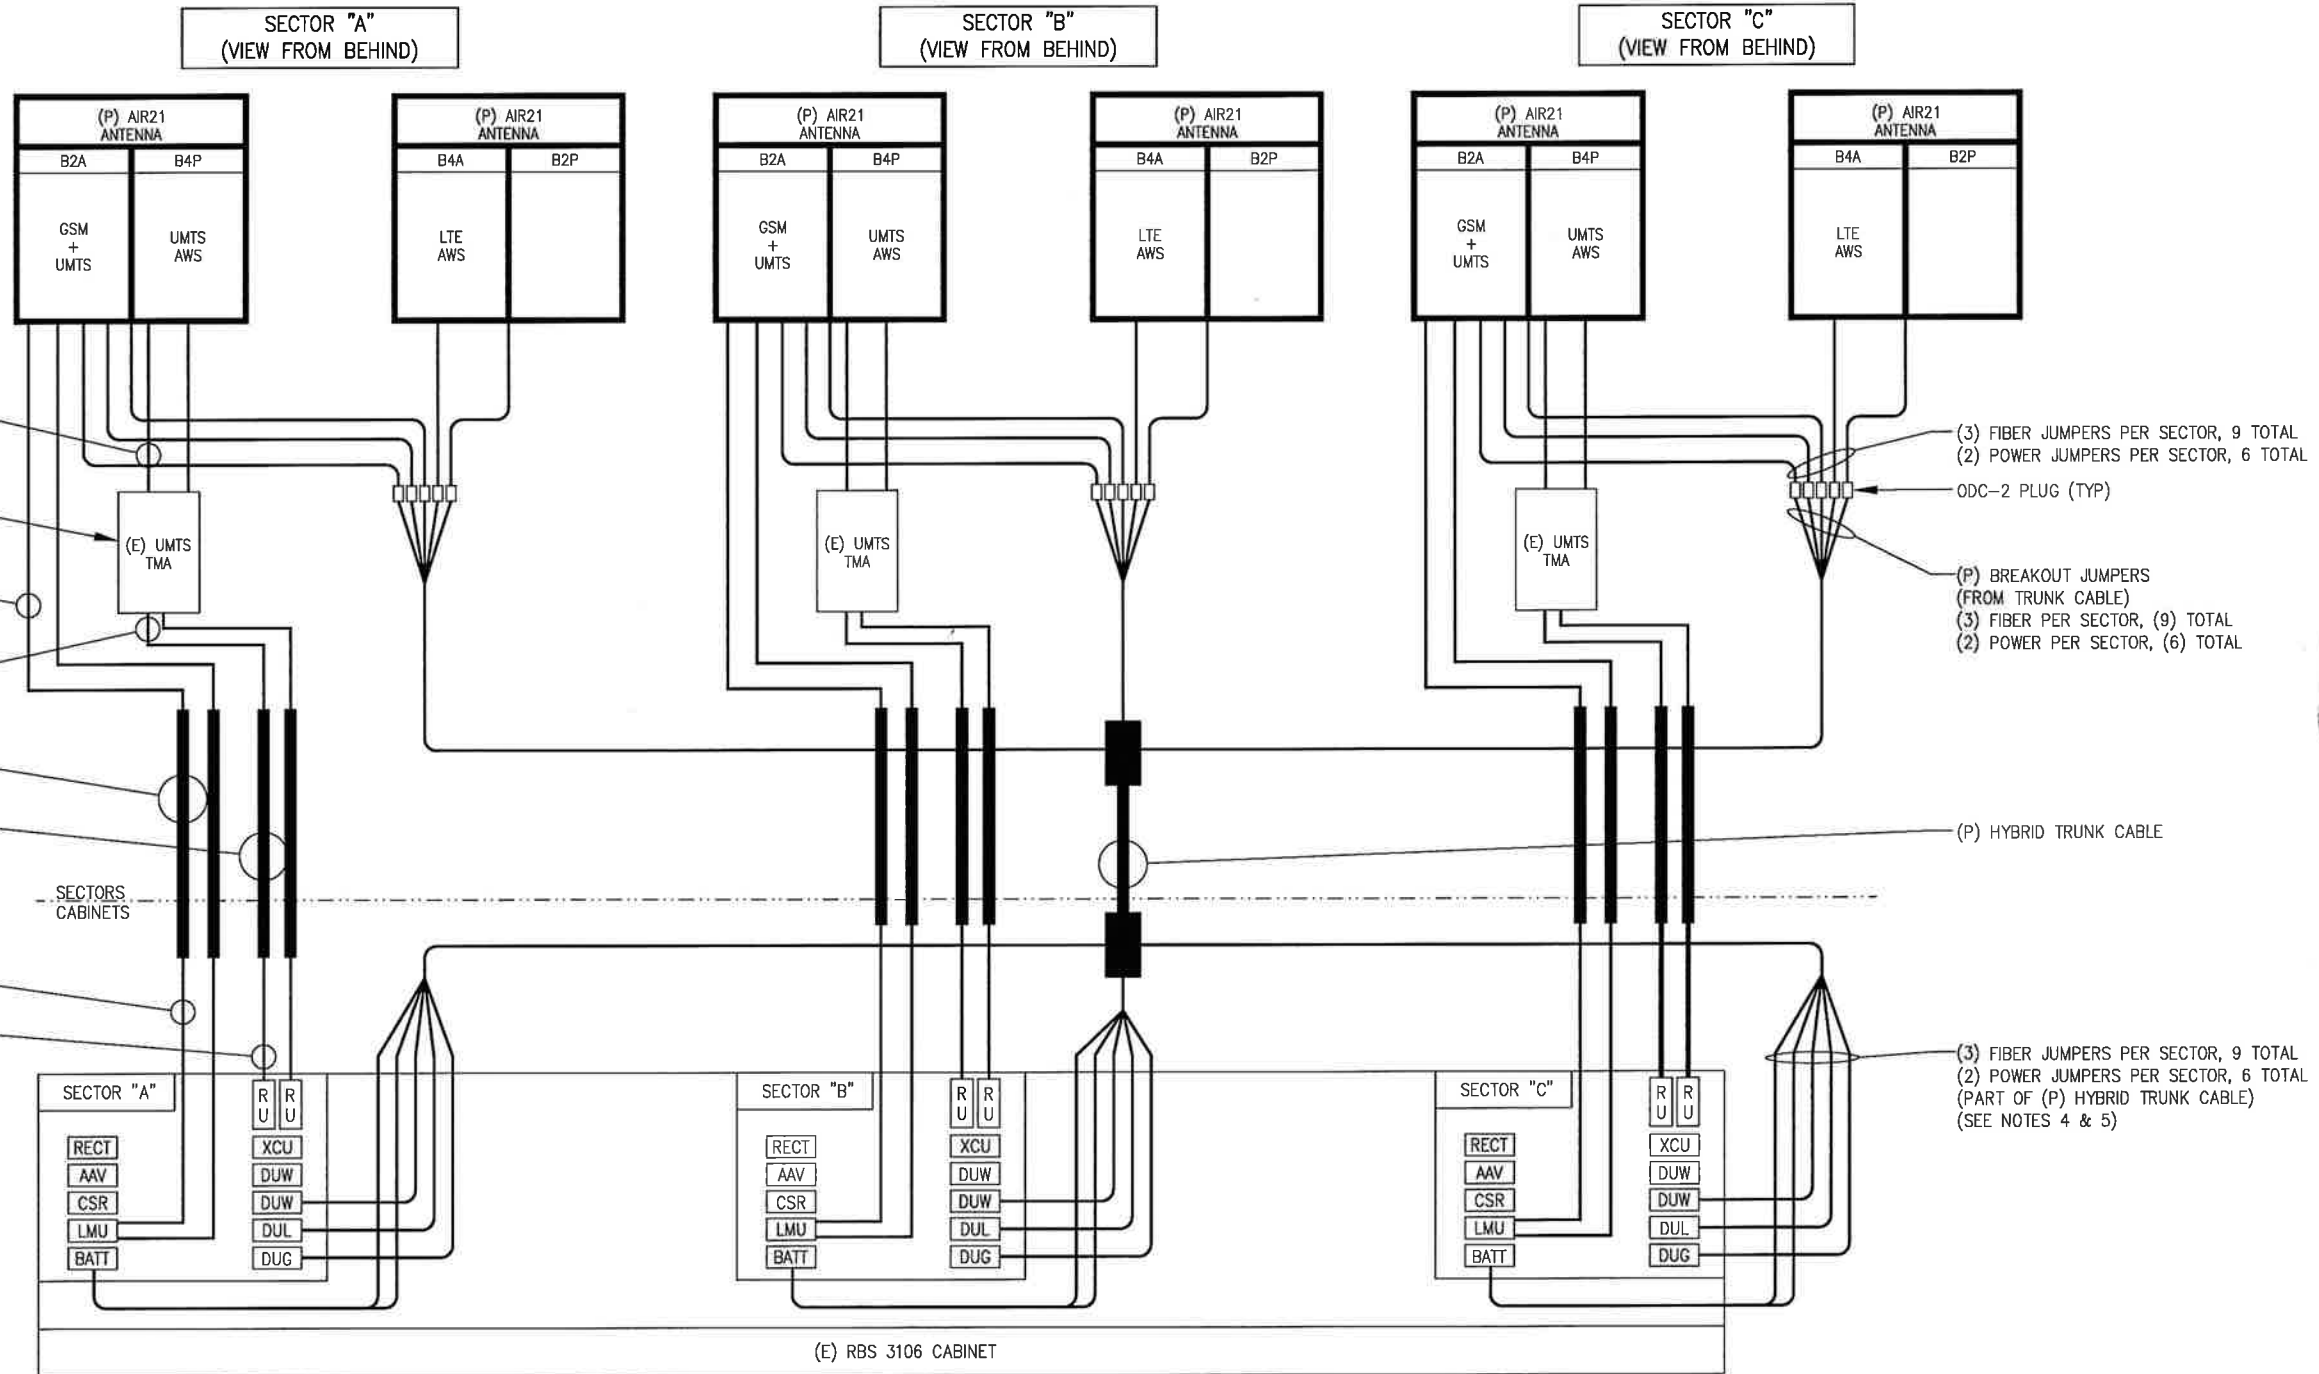 SECTOR "A"
(VIEW FROM BEHIND)
SECTOR "B"
(VIEW FROM BEHIND)
SECTOR "C"
(VIEW FROM BEHIND)
(P) AIR21
ANTENNA
B2A
B4P
GSM
+
UMTS
UMTS
AWS
(P) AIR21
ANTENNA
B4A
B2P
LTE
AWS
(P) AIR21
ANTENNA
B2A
B4P
GSM
+
UMTS
UMTS
AWS
(P) AIR21
ANTENNA
B4A
B2P
LTE
AWS
(P) AIR21
ANTENNA
B2A
B4P
GSM
+
UMTS
UMTS
AWS
(P) AIR21
ANTENNA
B4A
B2P
LTE
AWS
(3) FIBER JUMPERS PER SECTOR, 9 TOTAL
(2) POWER JUMPERS PER SECTOR, 6 TOTAL
ODC-2 PLUG (TYP)
(E) UMTS
TMA
(E) UMTS
TMA
(E) UMTS
TMA
(P) BREAKOUT JUMPERS
(FROM TRUNK CABLE)
(3) FIBER PER SECTOR, (9) TOTAL
(2) POWER PER SECTOR, (6) TOTAL
(P) HYBRID TRUNK CABLE
SECTORS
CABINETS
(3) FIBER JUMPERS PER SECTOR, 9 TOTAL
(2) POWER JUMPERS PER SECTOR, 6 TOTAL
(PART OF (P) HYBRID TRUNK CABLE)
(SEE NOTES 4 & 5)
SECTOR "A"
R
U
R
U
RECT
AAV
CSR
LMU
BATT
XCU
DUW
DUW
DUL
DUG
SECTOR "B"
R
U
R
U
RECT
AAV
CSR
LMU
BATT
XCU
DUW
DUW
DUL
DUG
SECTOR "C"
R
U
R
U
RECT
AAV
CSR
LMU
BATT
XCU
DUW
DUW
DUL
DUG
(E) RBS 3106 CABINET